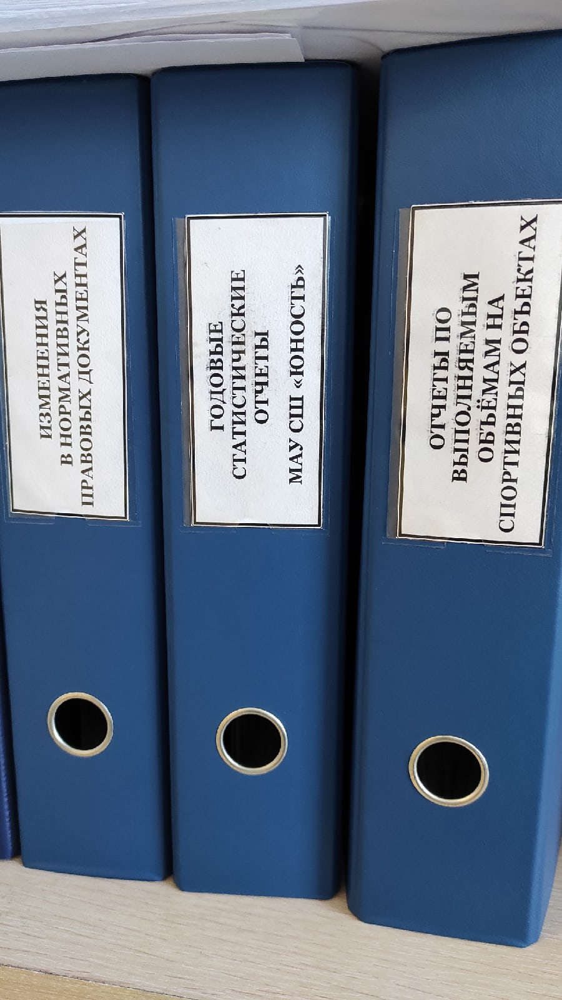 ИЗМЕНЕНИЯ
В НОРМАТИВНЫХ
ПРАВОВЫХ ДОКУМЕНТАХ
ГОДОВЫЕ
СТАТИСТИЧЕСКИЕ
ОТЧЕТЫ
МАУ СШ «ЮНОСТЬ»
ОТЧЕТЫ ПО
ВЫПОЛНЯЕМЫМ
ОБЪЁМАМ НА
СПОРТИВНЫХ ОБЪЕКТАХ